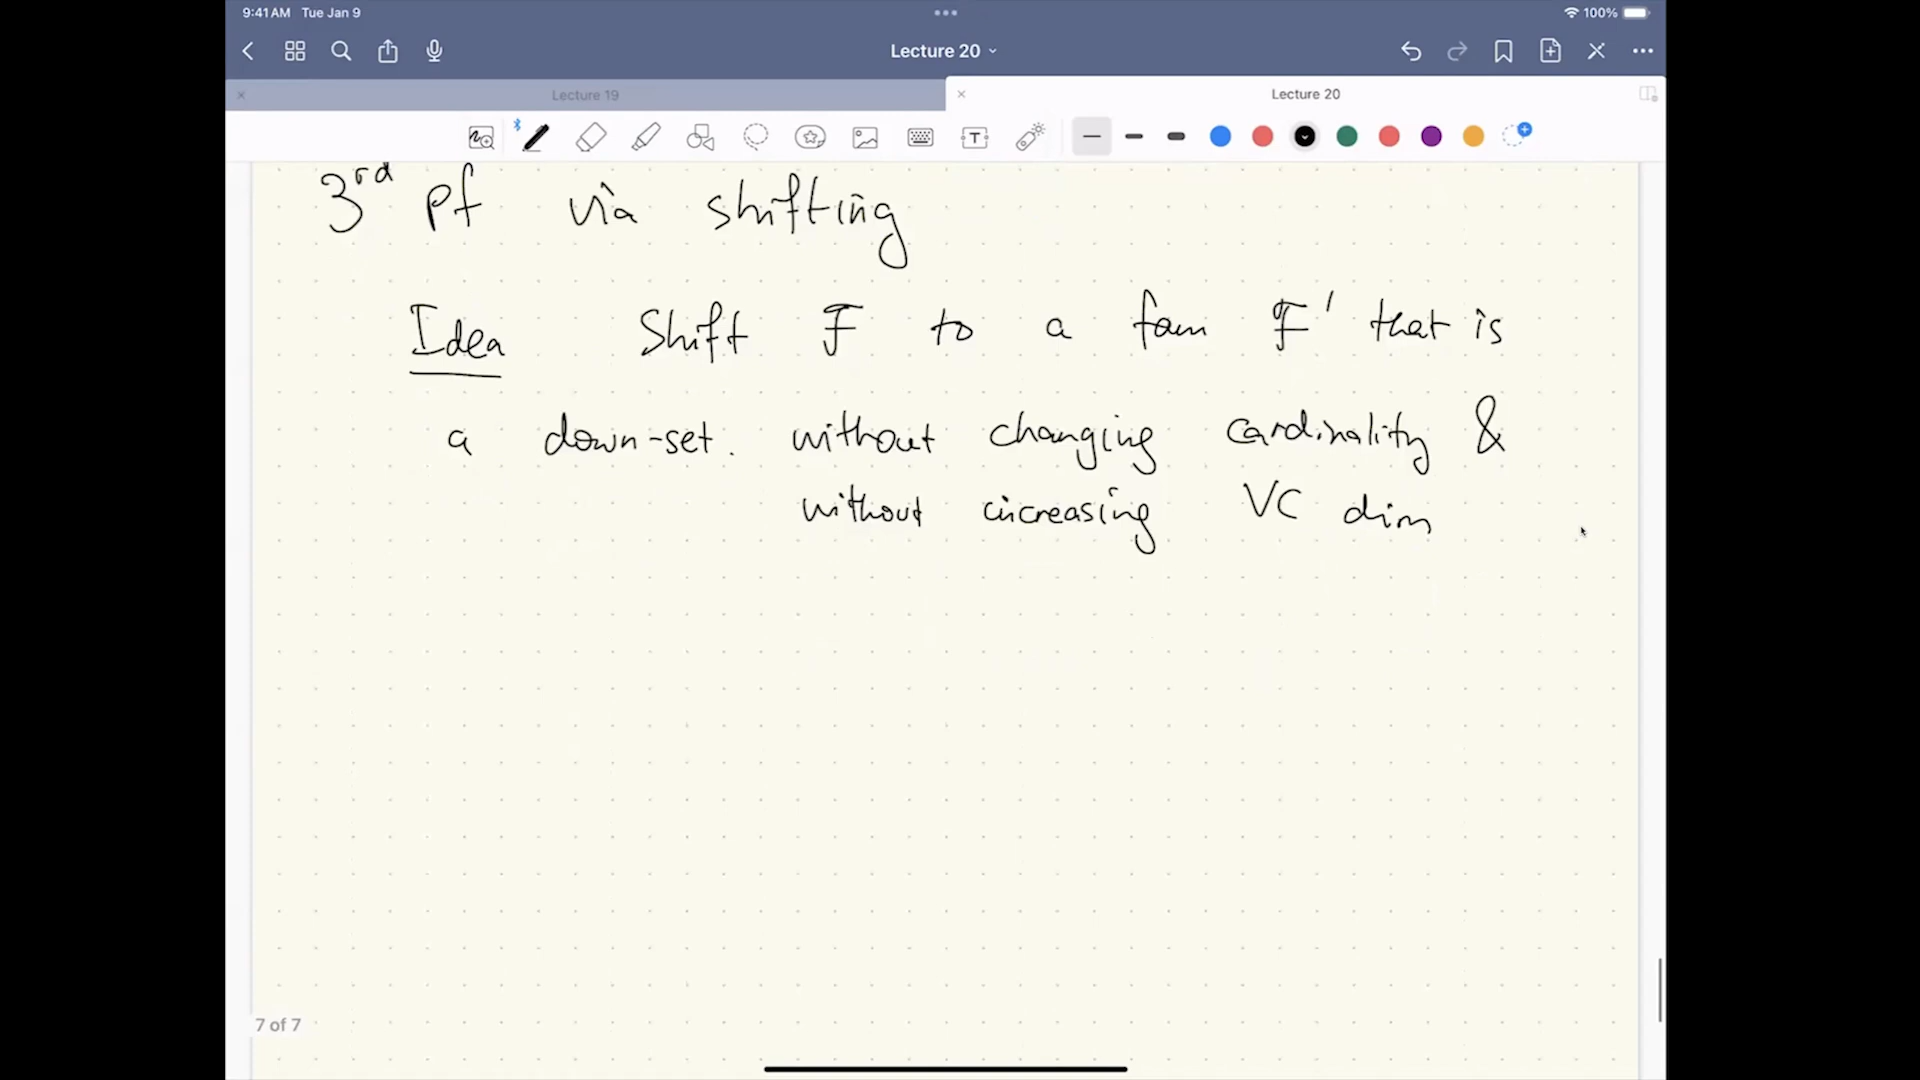 9:41 AM Tue Jan 9
100%
Lecture 20
Lecture 19
Lecture 20
3rd pf via shifting
Idea Shift F to a fam F' that is
a down-set. without changing cardinality &
without increasing VC dim
7 of 7